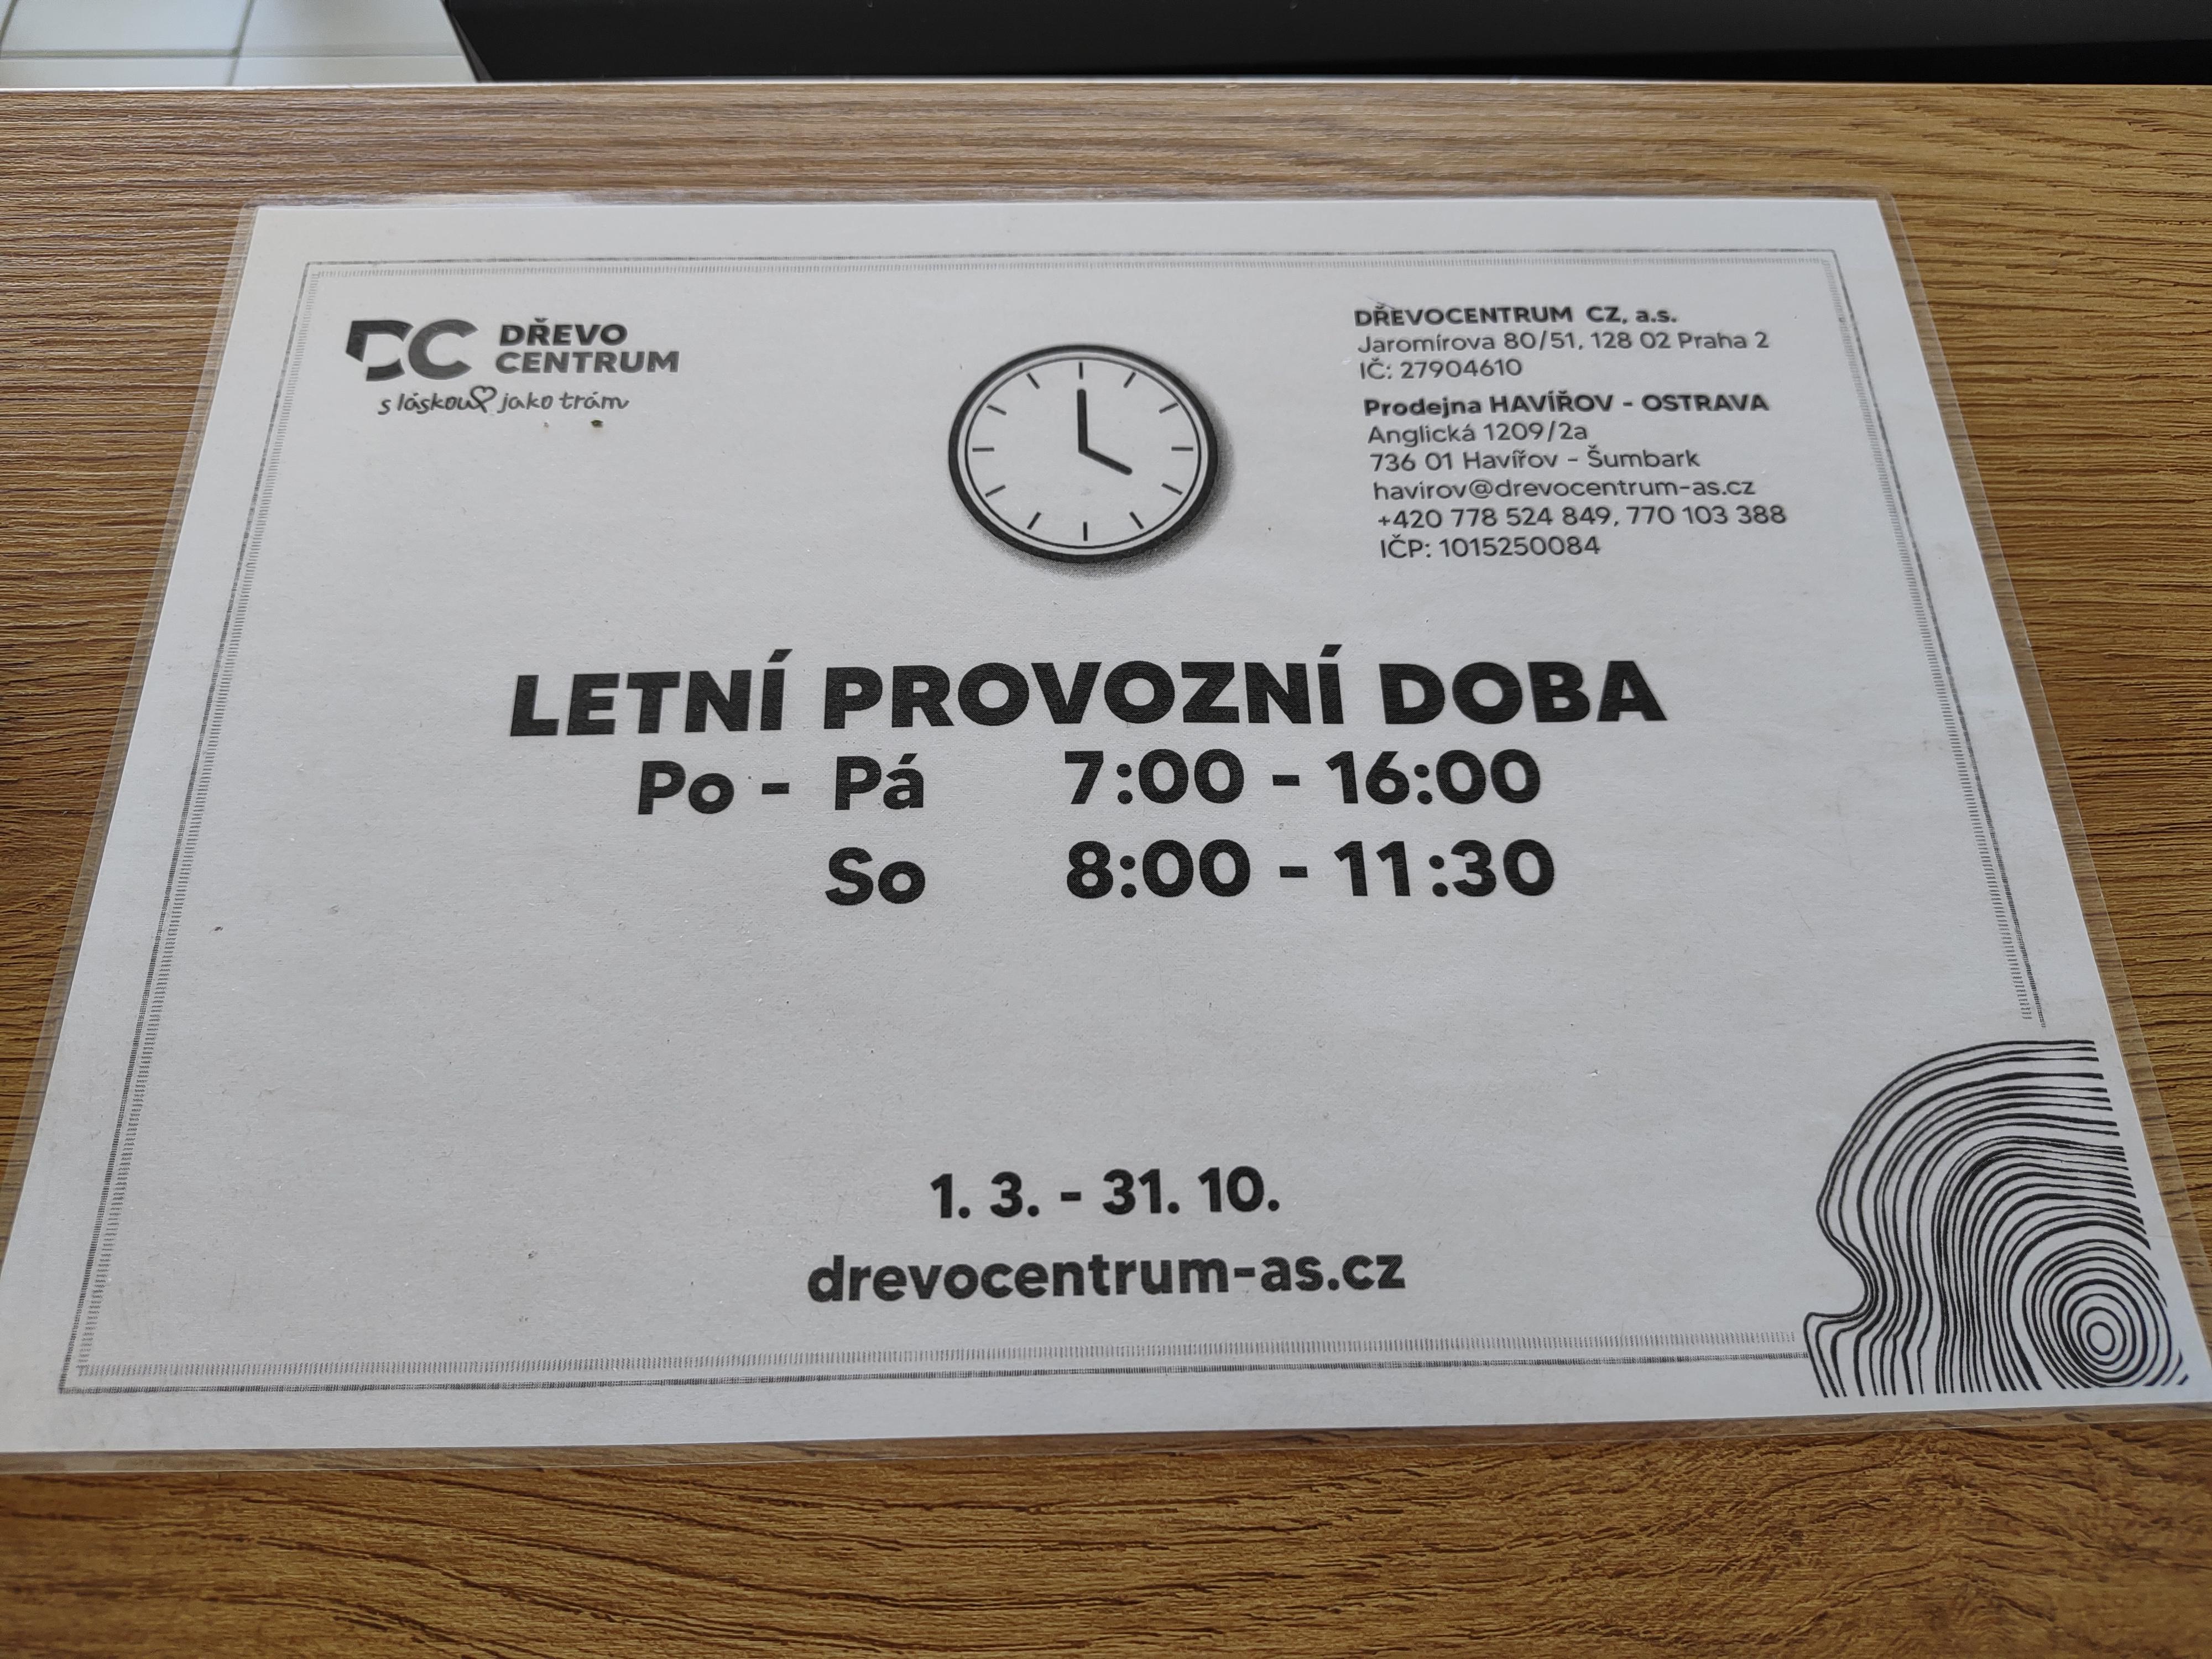 DC DŘEVO
CENTRUM
s láskou jako trám
DŘEVOCENTRUM CZ, a.s.
Jaromírova 80/51, 128 02 Praha 2
IČ: 27904610
Prodejna HAVÍŘOV - OSTRAVA
Anglická 1209/2a
736 01 Havířov - Šumbark
havirov@drevocentrum-as.cz
+420 778 524 849, 770 103 388
IČP: 1015250084
LETNÍ PROVOZNÍ DOBA
Po - Pá 7:00 - 16:00
So 8:00 - 11:30
1. 3. - 31. 10.
drevocentrum-as.cz